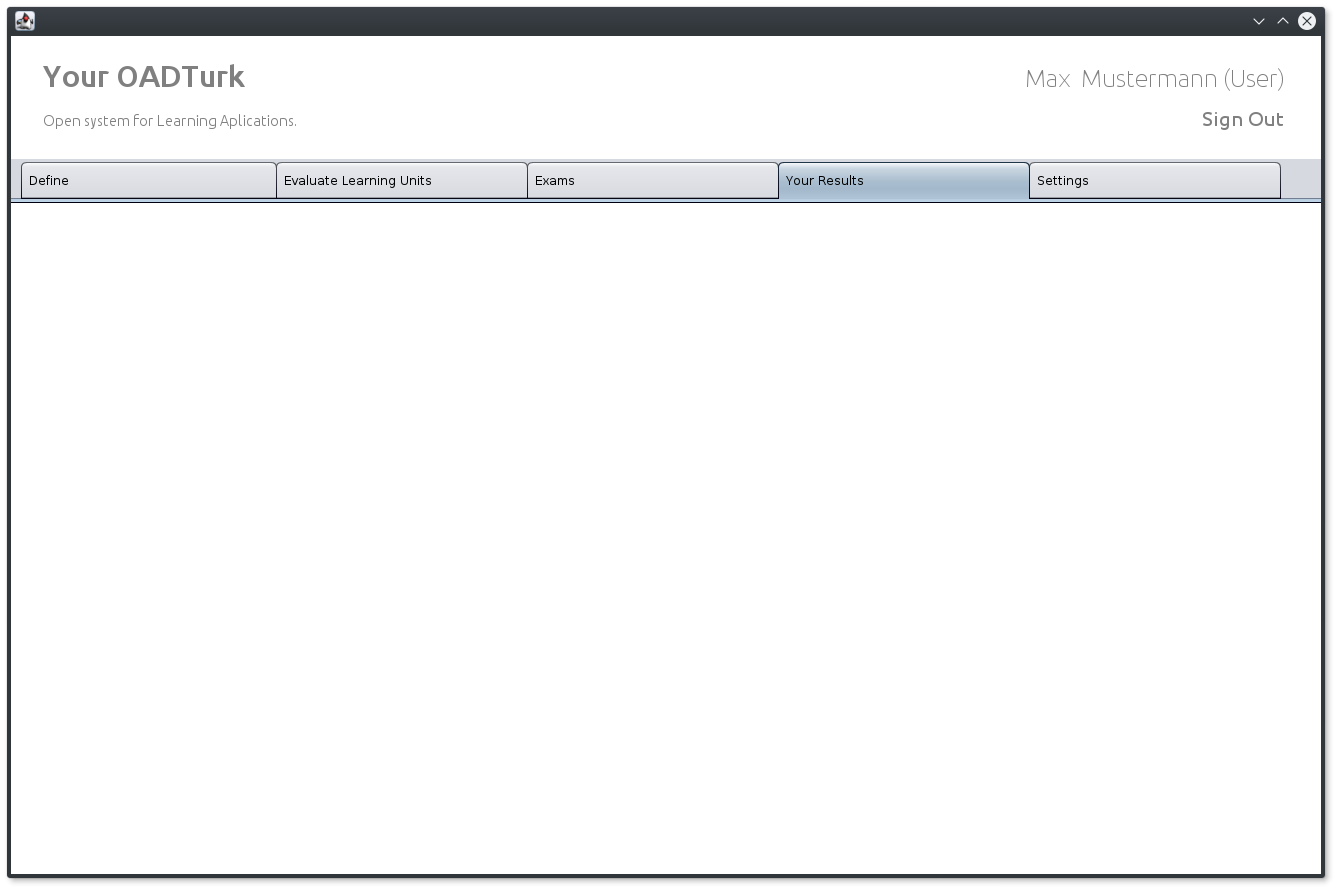 Your OADTurk
Max Mustermann (User)
Open system for Learning Aplications.
Sign Out
Define
Evaluate Learning Units
Exams
Your Results
Settings